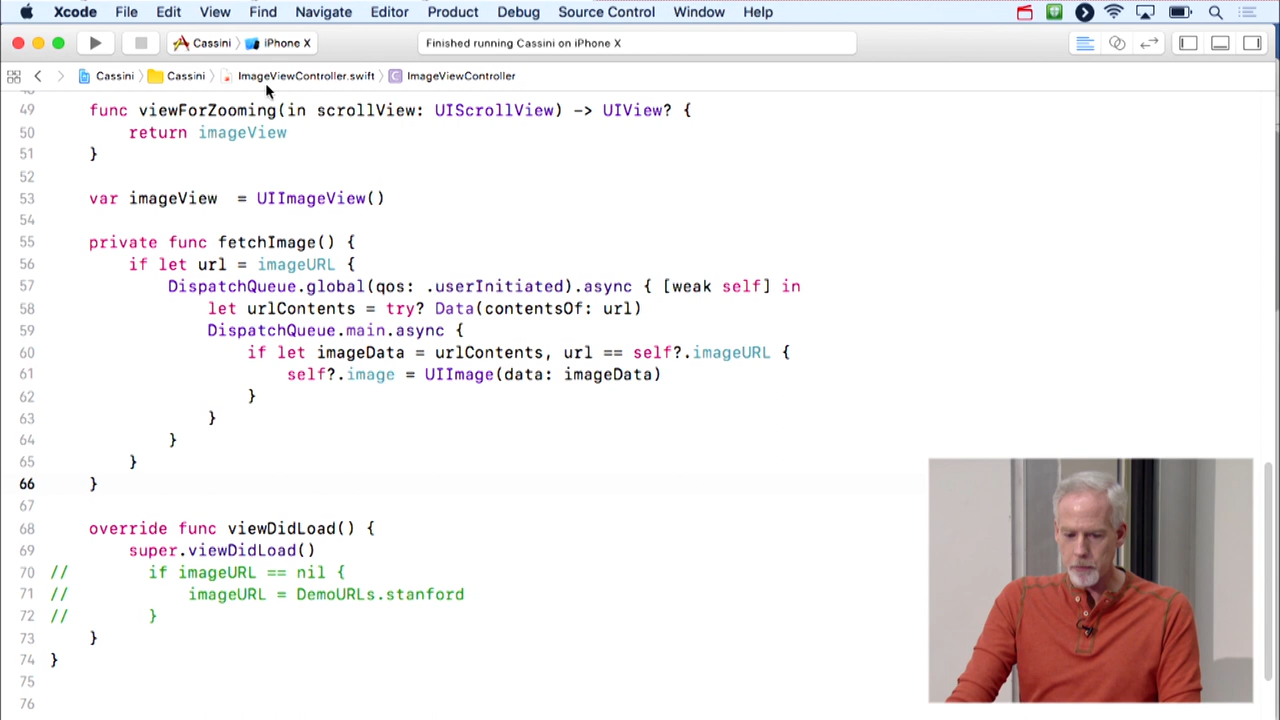 Xcode File Edit View Find Navigate Editor Product Debug Source Control Window Help
Cassini iPhone X Finished running Cassini on iPhone X
Cassini Cassini ImageViewController.swift C ImageViewController
49 func viewForZooming(in scrollView: UIScrollView) -> UIView? {
50 return imageView
51 }
52
53 var imageView = UIImageView()
54
55 private func fetchImage() {
56 if let url = imageURL {
57 DispatchQueue.global(qos: .userInitiated).async { [weak self] in
58 let urlContents = try? Data(contentsOf: url)
59 DispatchQueue.main.async {
60 if let imageData = urlContents, url == self?.imageURL {
61 self?.image = UIImage(data: imageData)
62 }
63 }
64 }
65 }
66 }
67
68 override func viewDidLoad() {
69 super.viewDidLoad()
70 // if imageURL == nil {
71 // imageURL = DemoURLs.stanford
72 // }
73 }
74 }
75
76